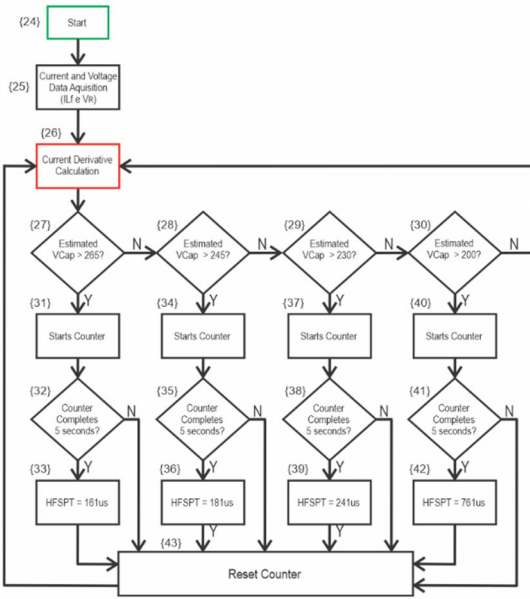 {24}
Start
{25}
Current and Voltage
Data Aquisition
(ILf e VR)
{26}
Current Derivative
Calculation
{27}
Estimated
VCap > 265?
N
{28}
Estimated
VCap > 245?
N
{29}
Estimated
VCap > 230?
N
{30}
Estimated
VCap > 200?
N
Y
Y
Y
Y
{31}
Starts Counter
{34}
Starts Counter
{37}
Starts Counter
{40}
Starts Counter
{32}
Counter
Completes
5 seconds?
N
{35}
Counter
Completes
5 seconds?
N
{38}
Counter
Completes
5 seconds?
N
{41}
Counter
Completes
5 seconds?
N
Y
Y
Y
Y
{33}
HFSPT = 161us
{36}
HFSPT = 181us
{39}
HFSPT = 241us
{42}
HFSPT = 761us
Y
Y
{43}
Reset Counter